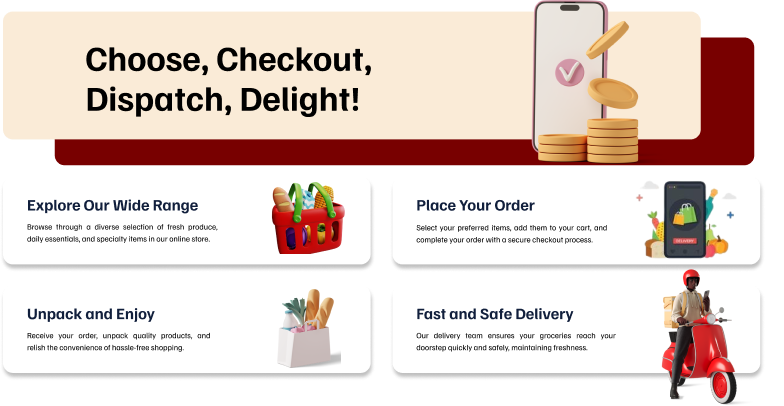 Choose, Checkout,
Dispatch, Delight!
Explore Our Wide Range
Browse through a diverse selection of fresh produce,
daily essentials, and specialty items in our online store.
Place Your Order
Select your preferred items, add them to your cart, and
complete your order with a secure checkout process.
DELIVERY
Unpack and Enjoy
Receive your order, unpack quality products, and
relish the convenience of hassle-free shopping.
Fast and Safe Delivery
Our delivery team ensures your groceries reach your
doorstep quickly and safely, maintaining freshness.